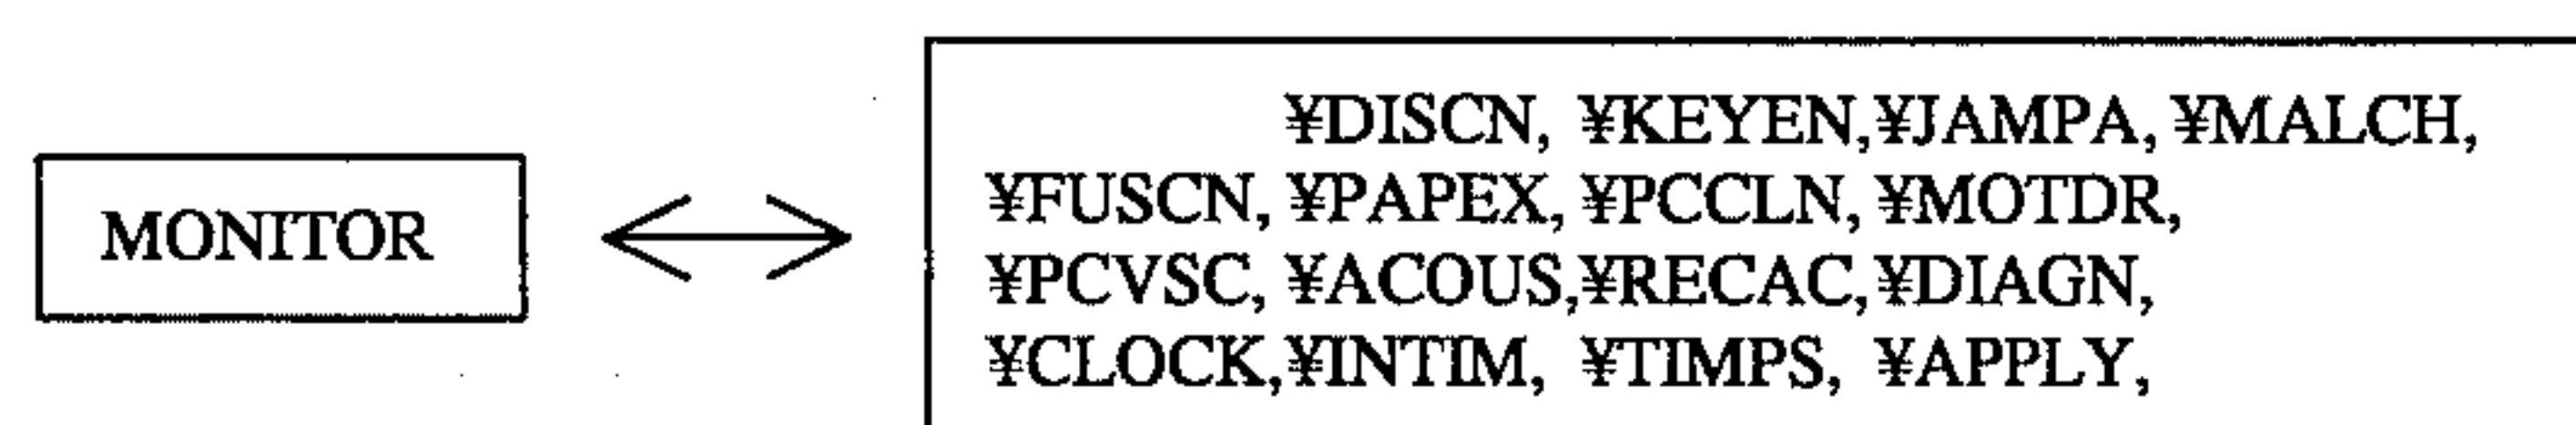 MONITOR
¥DISCN, ¥KEYEN,¥JAMPA, ¥MALCH,
¥FUSCN, ¥PAPEX, ¥PCCLN, ¥MOTDR,
¥PCVSC, ¥ACOUS,¥RECAC,¥DIAGN,
¥CLOCK,¥INTIM, ¥TIMPS, ¥APPLY,